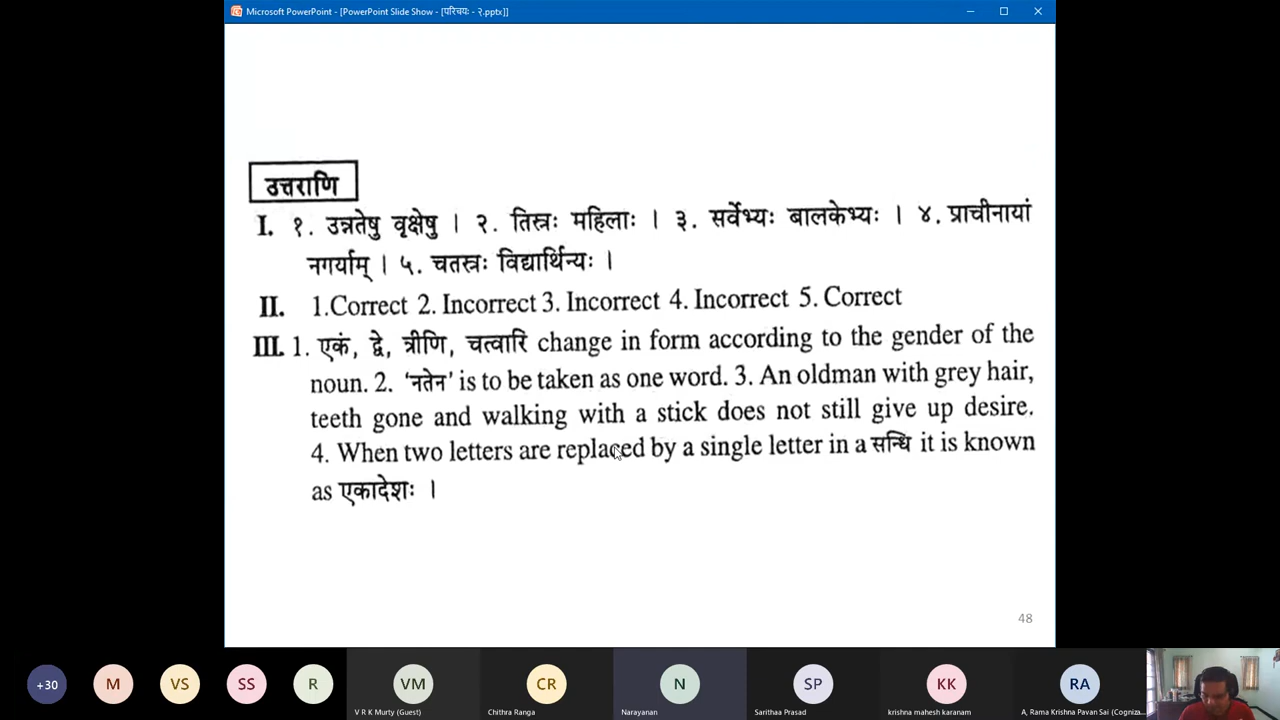 Microsoft PowerPoint - [PowerPoint Slide Show - [परिचयः - २.pptx]]
उत्तराणि
I. १. उन्नतेषु वृक्षेषु । २. तिस्रः महिलाः । ३. सर्वेभ्यः बालकेभ्यः । ४. प्राचीनायां
नगर्याम् । ५. चतस्रः विद्यार्थिन्यः ।
II. 1.Correct 2. Incorrect 3. Incorrect 4. Incorrect 5. Correct
III. 1. एकं, द्वे, त्रीणि, चत्वारि change in form according to the gender of the
noun. 2. ‘नतेन’ is to be taken as one word. 3. An oldman with grey hair,
teeth gone and walking with a stick does not still give up desire.
4. When two letters are replaced by a single letter in a सन्धि it is known
as एकादेशः ।
48
+30 M VS SS R VM CR N SP KK RA
V R K Murty (Guest) Chithra Ranga Narayanan Sarithaa Prasad krishna mahesh karanam A, Rama Krishna Pavan Sai (Cogniza...